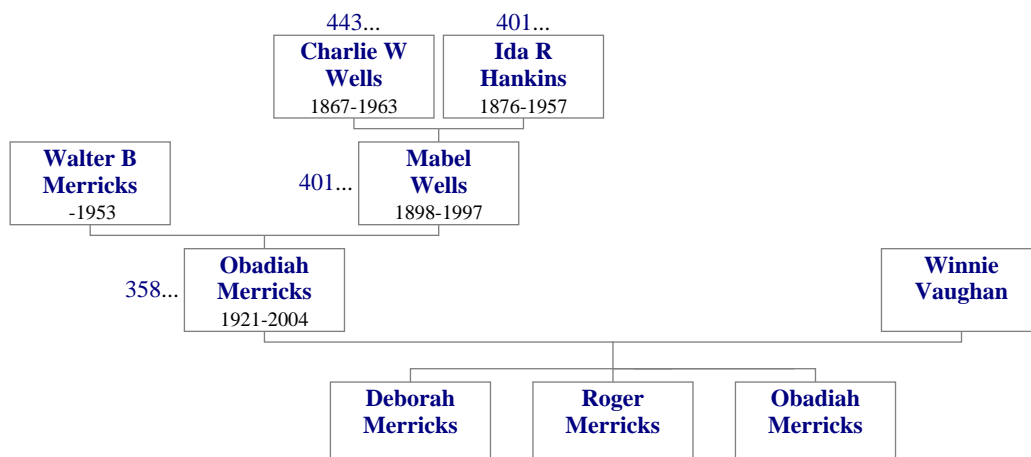 443...
401...
Charlie W
Wells
1867-1963
Ida R
Hankins
1876-1957
Walter B
Merricks
-1953
401...
Mabel
Wells
1898-1997
358...
Obadiah
Merricks
1921-2004
Winnie
Vaughan
Deborah
Merricks
Roger
Merricks
Obadiah
Merricks